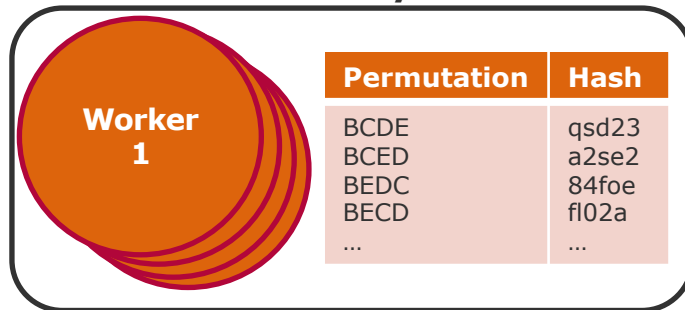 Worker
1
Permutation Hash
BCDE qsd23
BCED a2se2
BEDC 84foe
BECD fl02a
… …